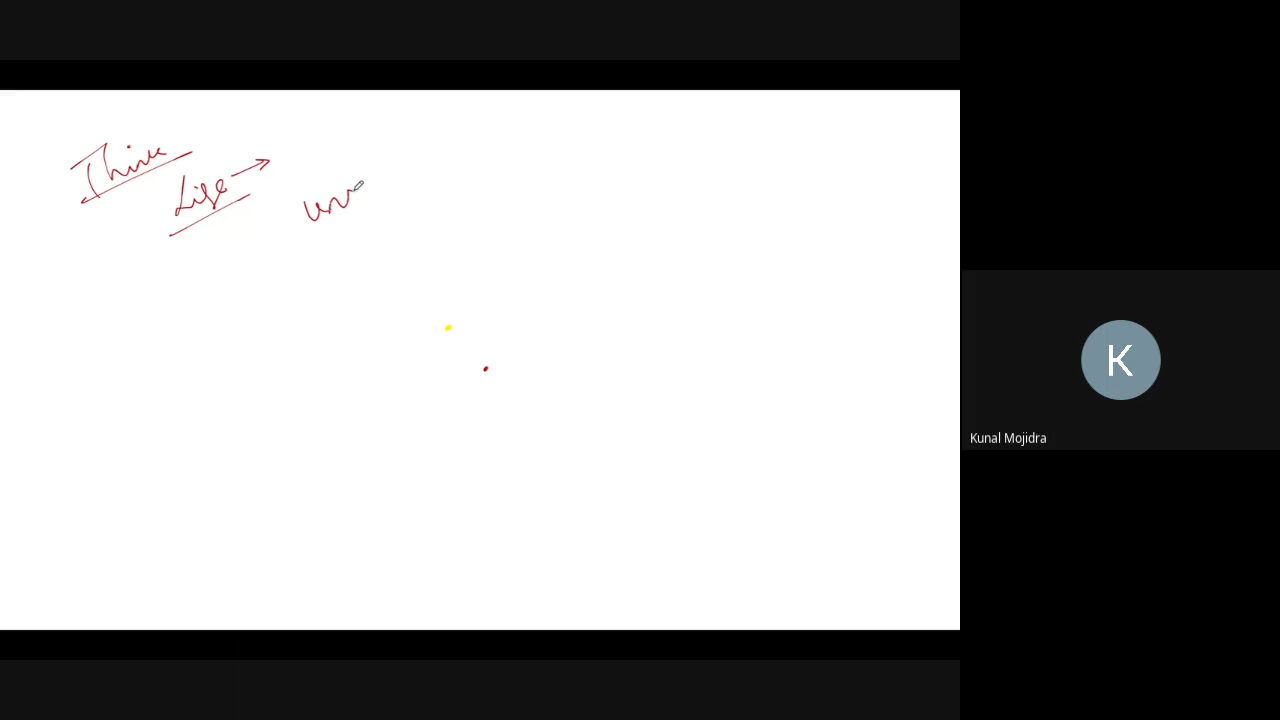 Think
Life →
K
Kunal Mojidra